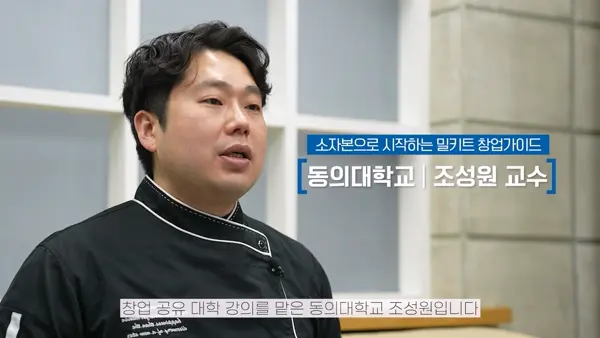 소자본으로 시작하는 밀키트 창업가이드
동의대학교 | 조성원 교수
창업 공유 대학 강의를 맡은 동의대학교 조성원입니다